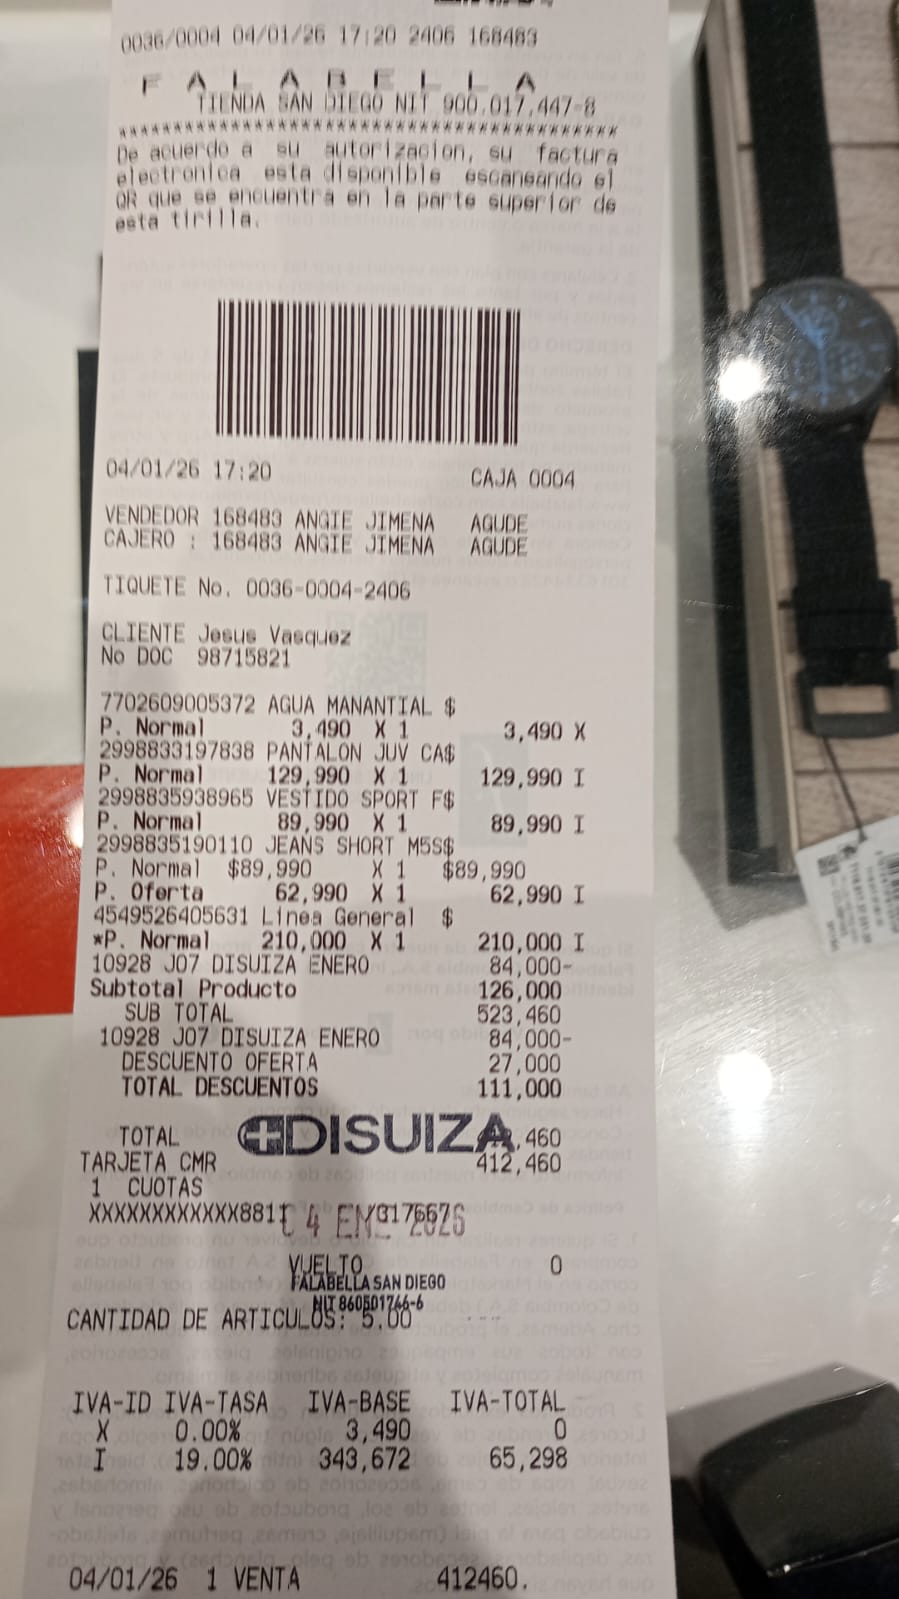 0036/0004 04/01/26 17:20 2406 168483
F A L A B E L L A
TIENDA SAN DIEGO NIT 900.017.447-8
***********************************************
De acuerdo a su autorizacion, su factura
electronica esta disponible escaneando el
QR que se encuentra en la parte superior de
esta tirilla.
04/01/26 17:20 CAJA 0004
VENDEDOR 168483 ANGIE JIMENA AGUDE
CAJERO : 168483 ANGIE JIMENA AGUDE
TIQUETE No. 0036-0004-2406
CLIENTE Jesus Vasquez
No DOC 98715821
7702609005372 AGUA MANANTIAL $
P. Normal 3,490 X 1 3,490 X
2998833197838 PANTALON JUV CA$
P. Normal 129,990 X 1 129,990 I
2998835938965 VESTIDO SPORT F$
P. Normal 89,990 X 1 89,990 I
2998835190110 JEANS SHORT M5S$
P. Normal $89,990 X 1 $89,990
P. Oferta 62,990 X 1 62,990 I
4549526405631 Linea General $
*P. Normal 210,000 X 1 210,000 I
10928 J07 DISUIZA ENERO 84,000-
Subtotal Producto 126,000
SUB TOTAL 523,460
10928 J07 DISUIZA ENERO 84,000-
DESCUENTO OFERTA 27,000
TOTAL DESCUENTOS 111,000
DISUIZA
TOTAL ,460
TARJETA CMR 412,460
1 CUOTAS
XXXXXXXXXXXX8811
4 ENE 2026
VUELTO 0
FALABELLA SAN DIEGO
NIT 860501766-6
CANTIDAD DE ARTICULOS: 5.00
IVA-ID IVA-TASA IVA-BASE IVA-TOTAL
X 0.00% 3,490 0
I 19.00% 343,672 65,298
04/01/26 1 VENTA 412460.